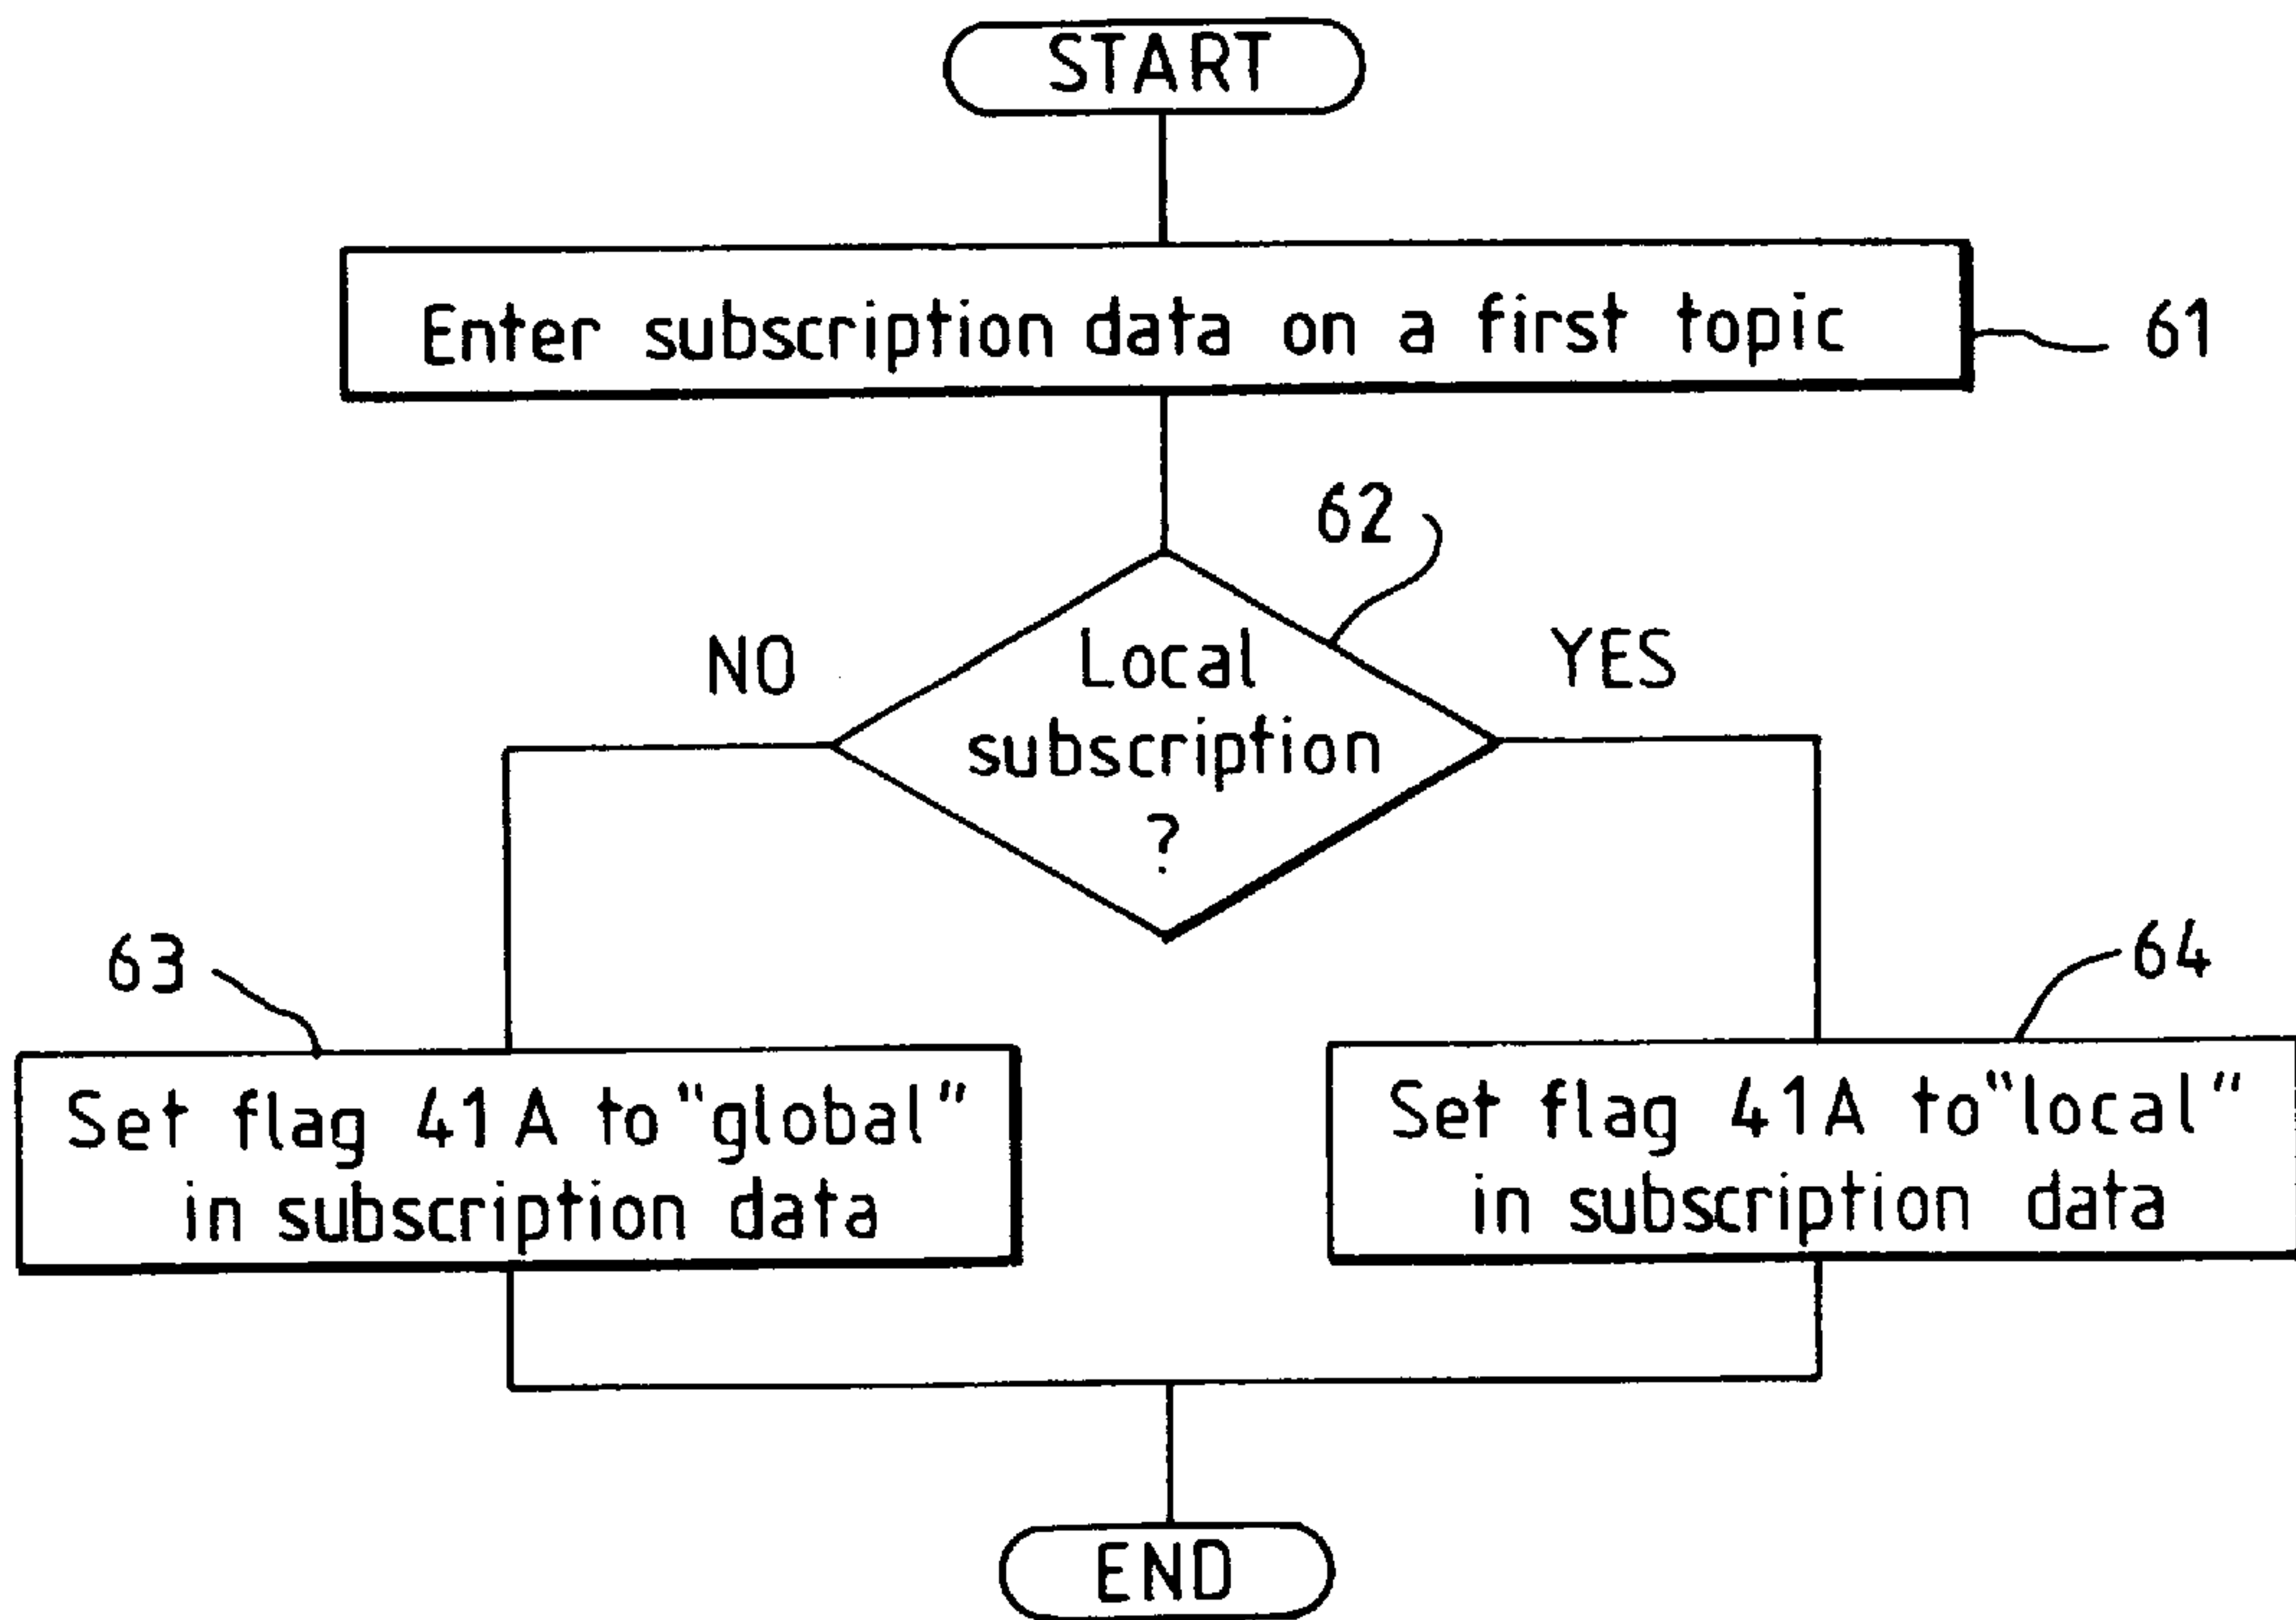 START
Enter subscription data on a first topic
61
62
NO
Local
subscription
?
YES
63
64
Set flag 41A to "global"
in subscription data
Set flag 41A to "local"
in subscription data
END